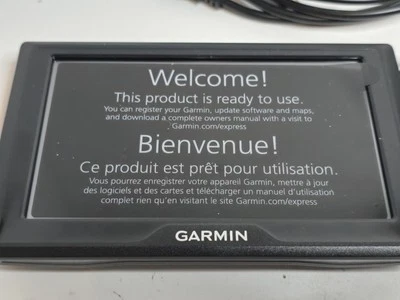 Welcome!
This product is ready to use.
You can register your Garmin, update software and maps,
and download a complete owners manual with a visit to
Garmin.com/express
Bienvenue!
Ce produit est prêt pour utilisation.
Vous pourrez enregistrer votre appareil Garmin, mettre à jour
des logiciels et des cartes et télécharger un manuel d'utilisation
complet rien qu'en visitant le site Garmin.com/express
GARMIN